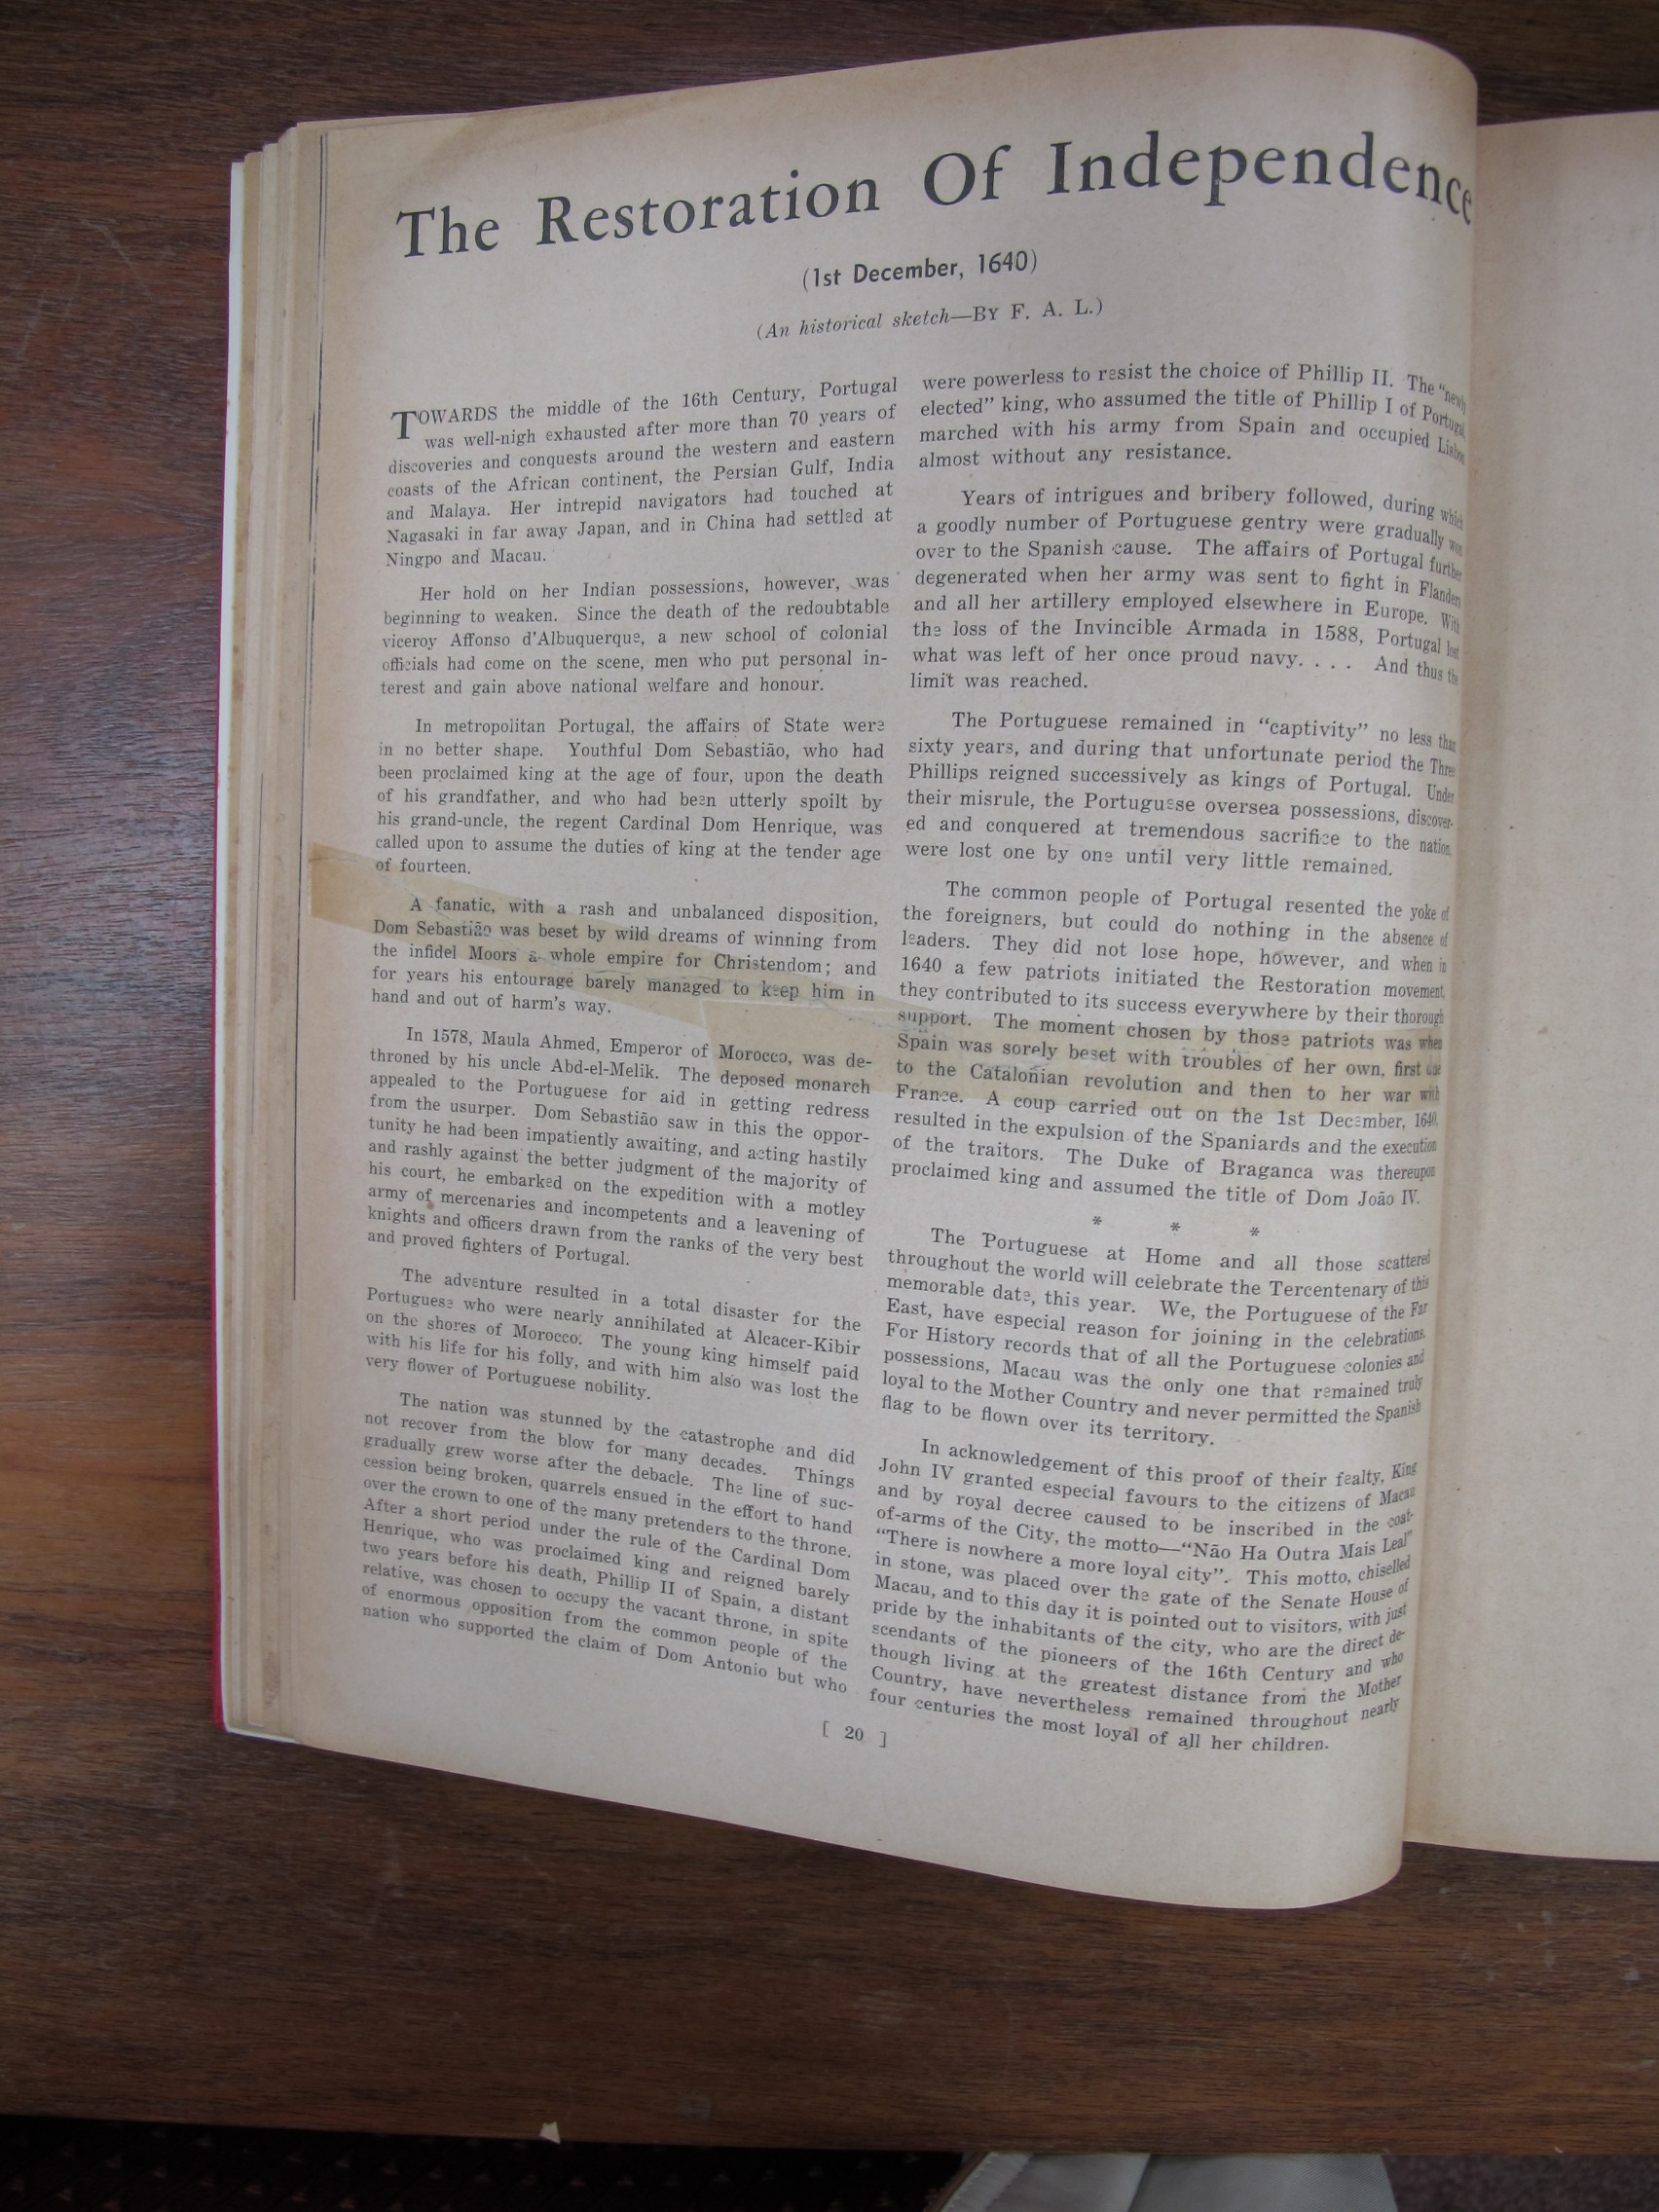 The Restoration Of Independence
(1st December, 1640)
(An historical sketch—BY F. A. L.)
TOWARDS the middle of the 16th Century, Portugal
was well-nigh exhausted after more than 70 years of
discoveries and conquests around the western and eastern
coasts of the African continent, the Persian Gulf, India
and Malaya. Her intrepid navigators had touched at
Nagasaki in far away Japan, and in China had settled at
Ningpo and Macau.
Her hold on her Indian possessions, however, was
beginning to weaken. Since the death of the redoubtable
viceroy Affonso d'Albuquerque, a new school of colonial
officials had come on the scene, men who put personal in-
terest and gain above national welfare and honour.
In metropolitan Portugal, the affairs of State were
in no better shape. Youthful Dom Sebastião, who had
been proclaimed king at the age of four, upon the death
of his grandfather, and who had been utterly spoilt by
his grand-uncle, the regent Cardinal Dom Henrique, was
called upon to assume the duties of king at the tender age
of fourteen.
A fanatic, with a rash and unbalanced disposition,
Dom Sebastião was beset by wild dreams of winning from
the infidel Moors a whole empire for Christendom; and
for years his entourage barely managed to keep him in
hand and out of harm's way.
In 1578, Maula Ahmed, Emperor of Morocco, was de-
throned by his uncle Abd-el-Melik. The deposed monarch
appealed to the Portuguese for aid in getting redress
from the usurper. Dom Sebastião saw in this the oppor-
tunity he had been impatiently awaiting, and acting hastily
and rashly against the better judgment of the majority of
his court, he embarked on the expedition with a motley
army of mercenaries and incompetents and a leavening of
knights and officers drawn from the ranks of the very best
and proved fighters of Portugal.
The adventure resulted in a total disaster for the
Portuguese who were nearly annihilated at Alcacer-Kibir
on the shores of Morocco. The young king himself paid
with his life for his folly, and with him also was lost the
very flower of Portuguese nobility.
The nation was stunned by the catastrophe and did
not recover from the blow for many decades. Things
gradually grew worse after the debacle. The line of suc-
cession being broken, quarrels ensued in the effort to hand
over the crown to one of the many pretenders to the throne.
After a short period under the rule of the Cardinal Dom
Henrique, who was proclaimed king and reigned barely
two years before his death, Phillip II of Spain, a distant
relative, was chosen to occupy the vacant throne, in spite
of enormous opposition from the common people of the
nation who supported the claim of Dom Antonio but who
were powerless to resist the choice of Phillip II. The "newly
elected" king, who assumed the title of Phillip I of Portugal,
marched with his army from Spain and occupied Lisbon
almost without any resistance.
Years of intrigues and bribery followed, during which
a goodly number of Portuguese gentry were gradually won
over to the Spanish cause. The affairs of Portugal further
degenerated when her army was sent to fight in Flanders
and all her artillery employed elsewhere in Europe. With
the loss of the Invincible Armada in 1588, Portugal lost
what was left of her once proud navy. . . . And thus the
limit was reached.
The Portuguese remained in "captivity" no less than
sixty years, and during that unfortunate period the Three
Phillips reigned successively as kings of Portugal. Under
their misrule, the Portuguese oversea possessions, discover-
ed and conquered at tremendous sacrifice to the nation,
were lost one by one until very little remained.
The common people of Portugal resented the yoke of
the foreigners, but could do nothing in the absence of
leaders. They did not lose hope, however, and when in
1640 a few patriots initiated the Restoration movement,
they contributed to its success everywhere by their thorough
support. The moment chosen by those patriots was when
Spain was sorely beset with troubles of her own, first due
to the Catalonian revolution and then to her war with
France. A coup carried out on the 1st December, 1640,
resulted in the expulsion of the Spaniards and the execution
of the traitors. The Duke of Braganca was thereupon
proclaimed king and assumed the title of Dom João IV.
* * *
The Portuguese at Home and all those scattered
throughout the world will celebrate the Tercentenary of this
memorable date, this year. We, the Portuguese of the Far
East, have especial reason for joining in the celebrations.
For History records that of all the Portuguese colonies and
possessions, Macau was the only one that remained truly
loyal to the Mother Country and never permitted the Spanish
flag to be flown over its territory.
In acknowledgement of this proof of their fealty, King
John IV granted especial favours to the citizens of Macau
and by royal decree caused to be inscribed in the coat-
of-arms of the City, the motto—"Não Ha Outra Mais Leal"
"There is nowhere a more loyal city". This motto, chiselled
in stone, was placed over the gate of the Senate House of
Macau, and to this day it is pointed out to visitors, with just
pride by the inhabitants of the city, who are the direct de-
scendants of the pioneers of the 16th Century and who
though living at the greatest distance from the Mother
Country, have nevertheless remained throughout nearly
four centuries the most loyal of all her children.
[ 20 ]